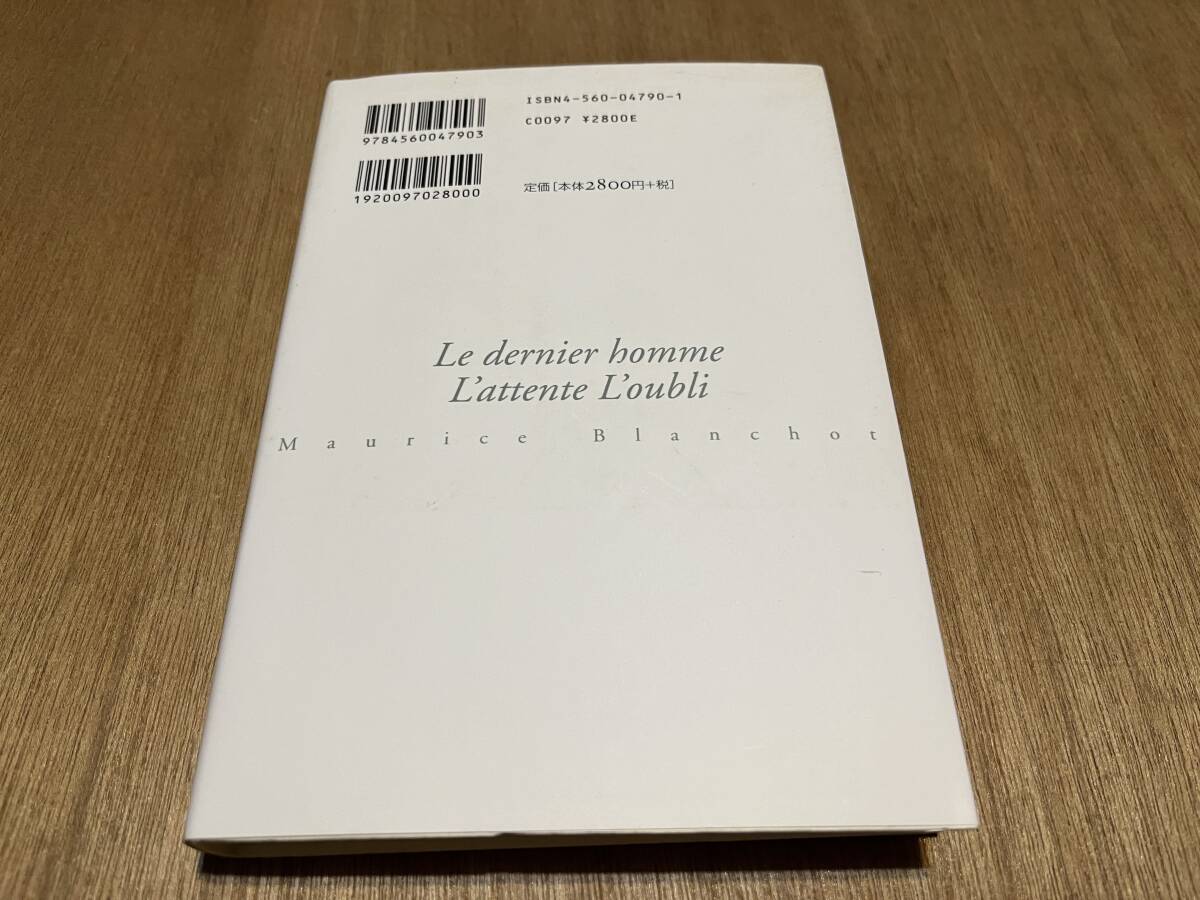 ISBN4-560-04790-1
9784560047903
C0097 ¥2800E
1920097028000
定価[本体2800円+税]
Le dernier homme
L'attente L'oubli
Maurice Blanchot